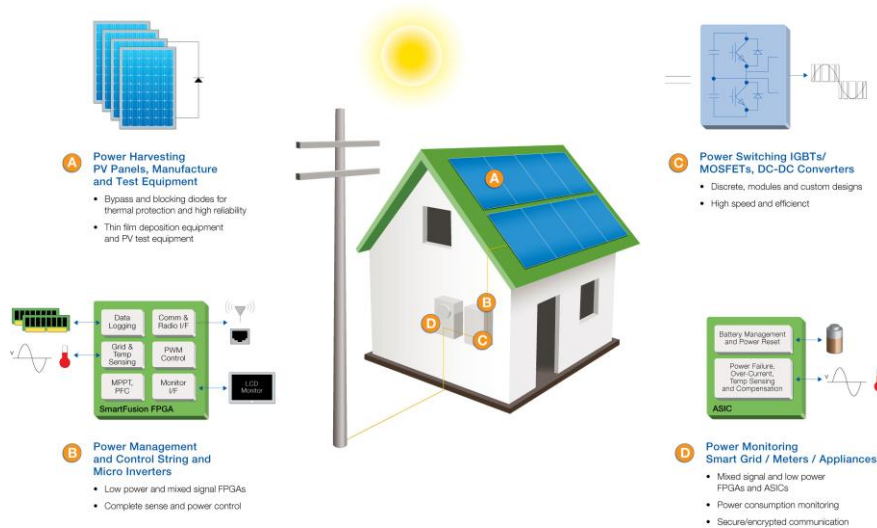 A
Power Harvesting
PV Panels, Manufacture
and Test Equipment
• Bypass and blocking diodes for
thermal protection and high reliability
• Thin film deposition equipment
and PV test equipment
A
B
C
D
C
Power Switching IGBTs/
MOSFETs, DC-DC Converters
• Discrete, modules and custom designs
• High speed and efficienct
Data
Logging
Comm &
Radio I/F
Grid &
Temp
Sensing
PWM
Control
MPPT,
PFC
Monitor
I/F
SmartFusion FPGA
V
LCD
Monitor
B
Power Management
and Control String and
Micro Inverters
• Low power and mixed signal FPGAs
• Complete sense and power control
Battery Management
and Power Reset
Power Failure,
Over-Current,
Temp Sensing
and Compensation
ASIC
V
D
Power Monitoring
Smart Grid / Meters / Appliances
• Mixed signal and low power
FPGAs and ASICs
• Power consumption monitoring
• Secure/encrypted communication